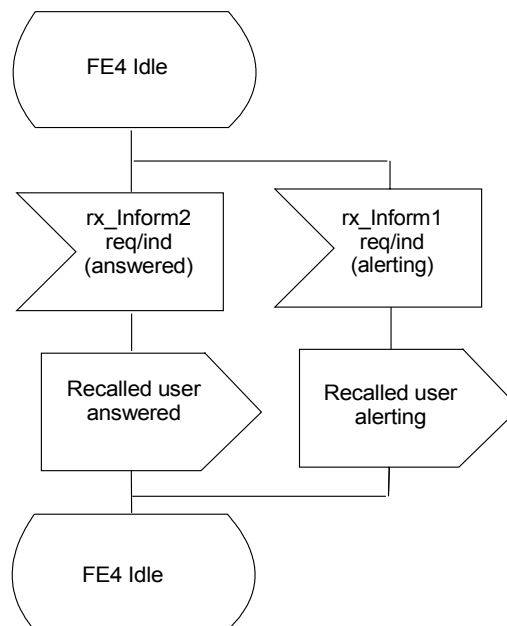 FE4 Idle
rx_Inform2
req/ind
(answered)
rx_Inform1
req/ind
(alerting)
Recalled user
answered
Recalled user
alerting
FE4 Idle